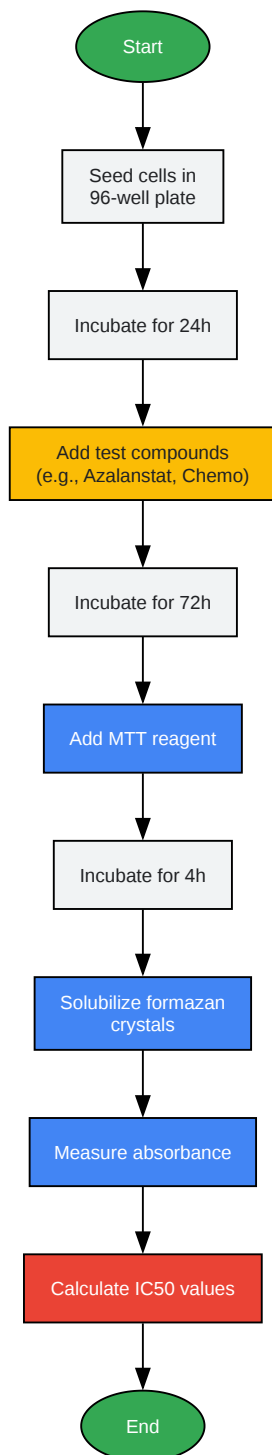 Start
Seed cells in
96-well plate
Incubate for 24h
Add test compounds
(e.g., Azalanstat, Chemo)
Incubate for 72h
Add MTT reagent
Incubate for 4h
Solubilize formazan
crystals
Measure absorbance
Calculate IC50 values
End